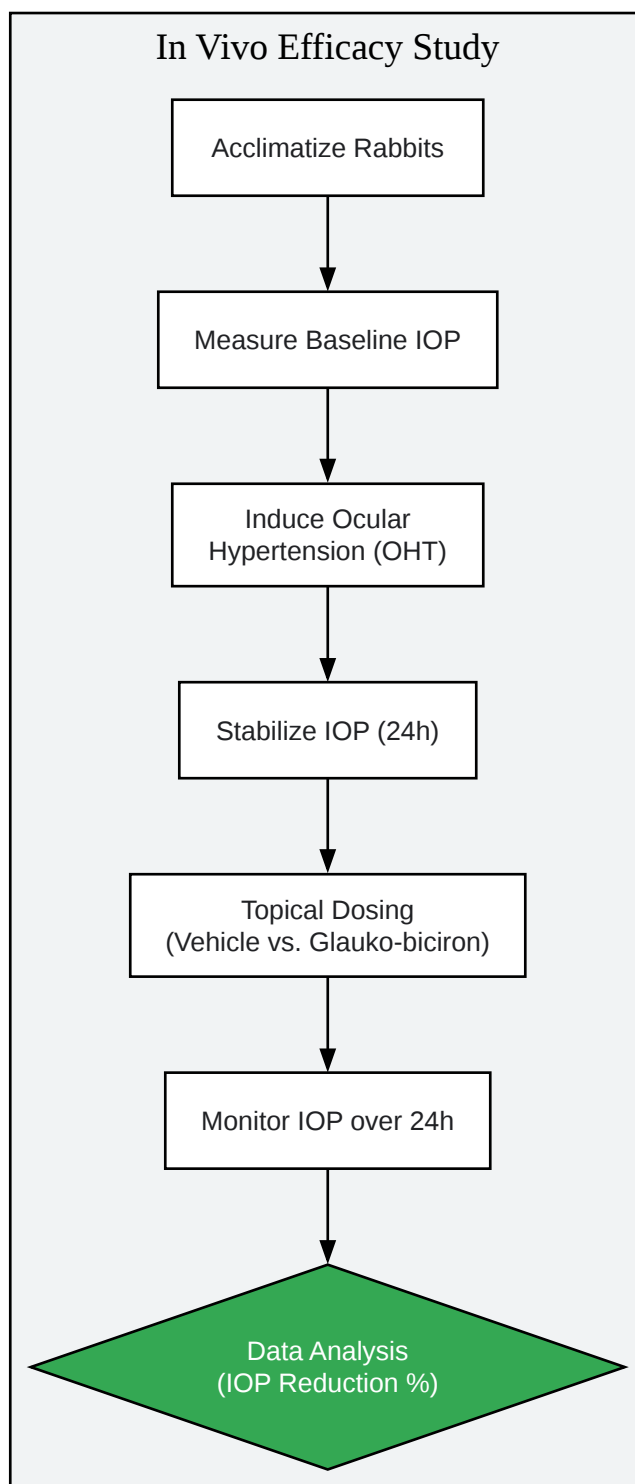 In Vivo Efficacy Study
Acclimatize Rabbits
Measure Baseline IOP
Induce Ocular
Hypertension (OHT)
Stabilize IOP (24h)
Topical Dosing
(Vehicle vs. Glauko-biciron)
Monitor IOP over 24h
Data Analysis
(IOP Reduction %)